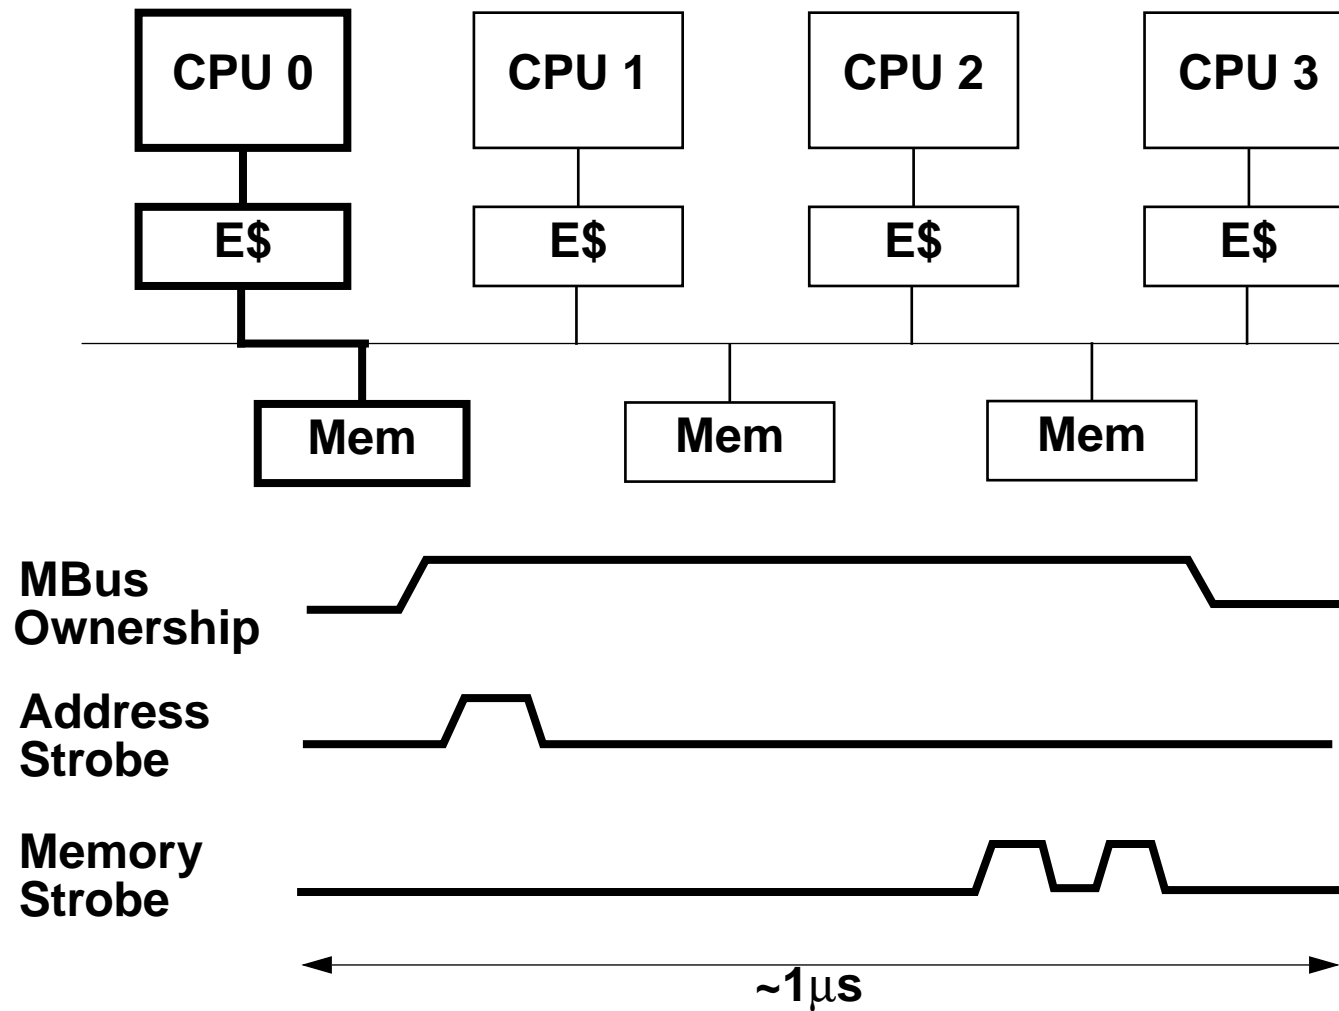 CPU 0
CPU 1
CPU 2
CPU 3
E$
E$
E$
E$
Mem
Mem
Mem
MBus
Ownership
Address
Strobe
Memory
Strobe
~1μs